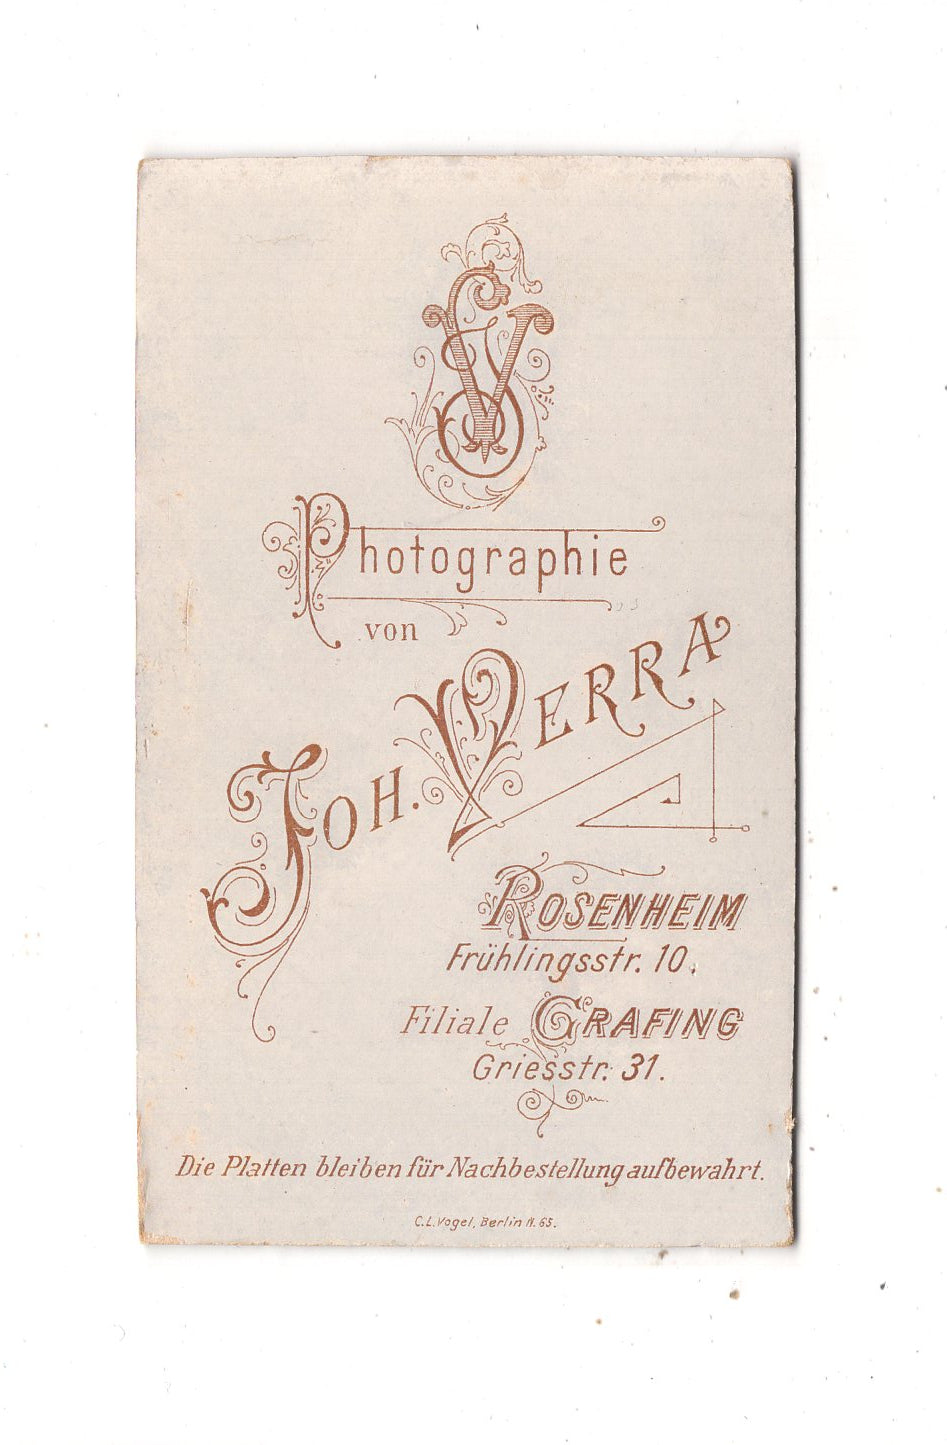 JV
Photographie
von
JOH. VERRA
ROSENHEIM
Frühlingsstr. 10.
Filiale GRAFING
Griesstr. 31.
Die Platten bleiben für Nachbestellung aufbewahrt.
C.L. Vogel, Berlin N. 65.